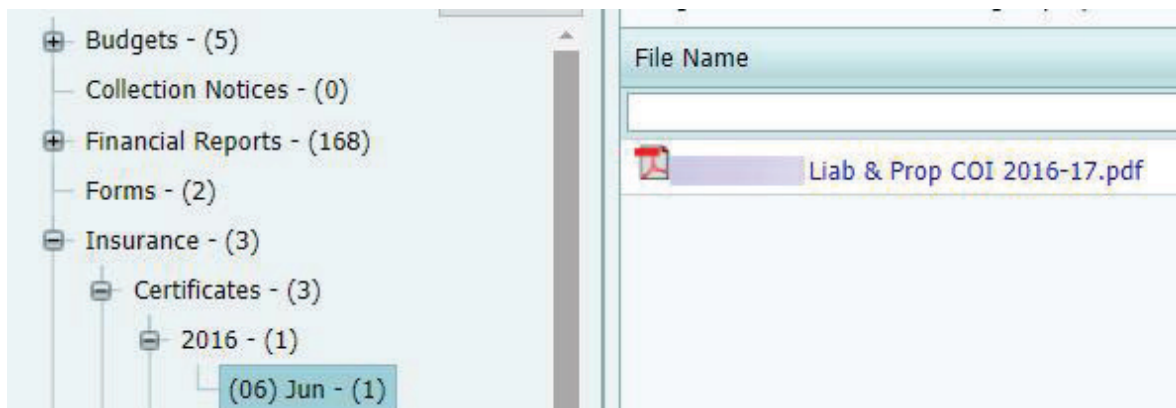 Budgets - (5)
Collection Notices - (0)
Financial Reports - (168)
Forms - (2)
Insurance - (3)
Certificates - (3)
2016 - (1)
(06) Jun - (1)
File Name
Liab & Prop COI 2016-17.pdf